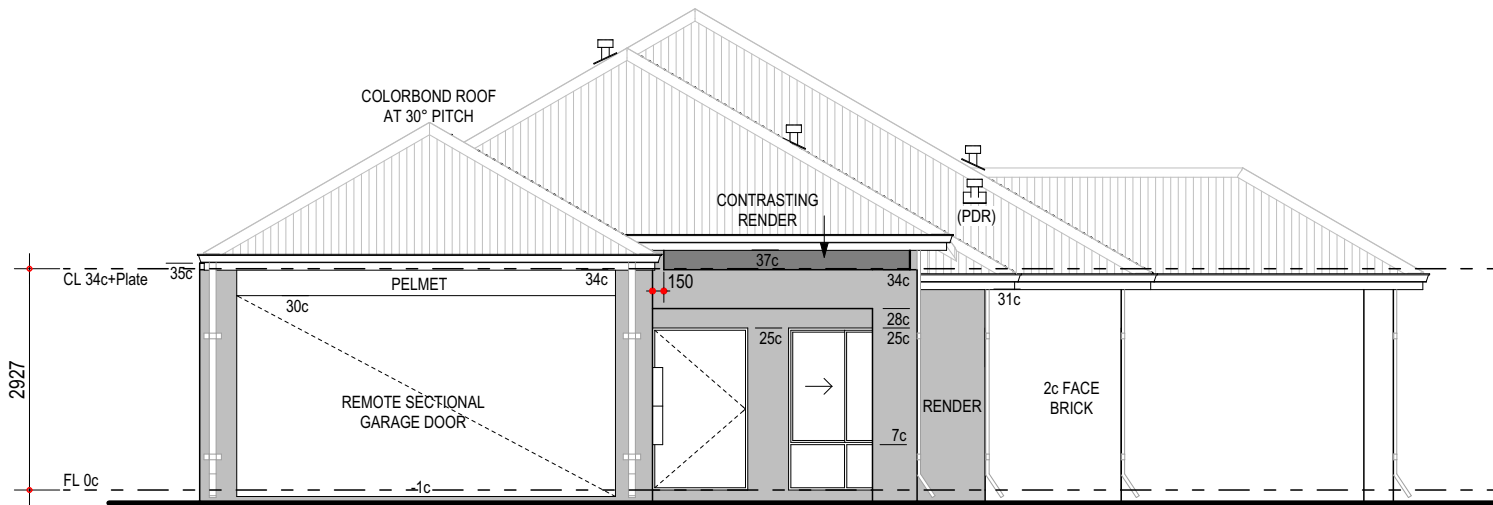 COLORBOND ROOF
AT 30° PITCH
CONTRASTING
RENDER
(PDR)
CL 34c+Plate
35c
PELMET
34c
150
37c
34c
30c
31c
28c
25c
25c
2927
REMOTE SECTIONAL
GARAGE DOOR
RENDER
2c FACE
BRICK
7c
FL 0c
-1c